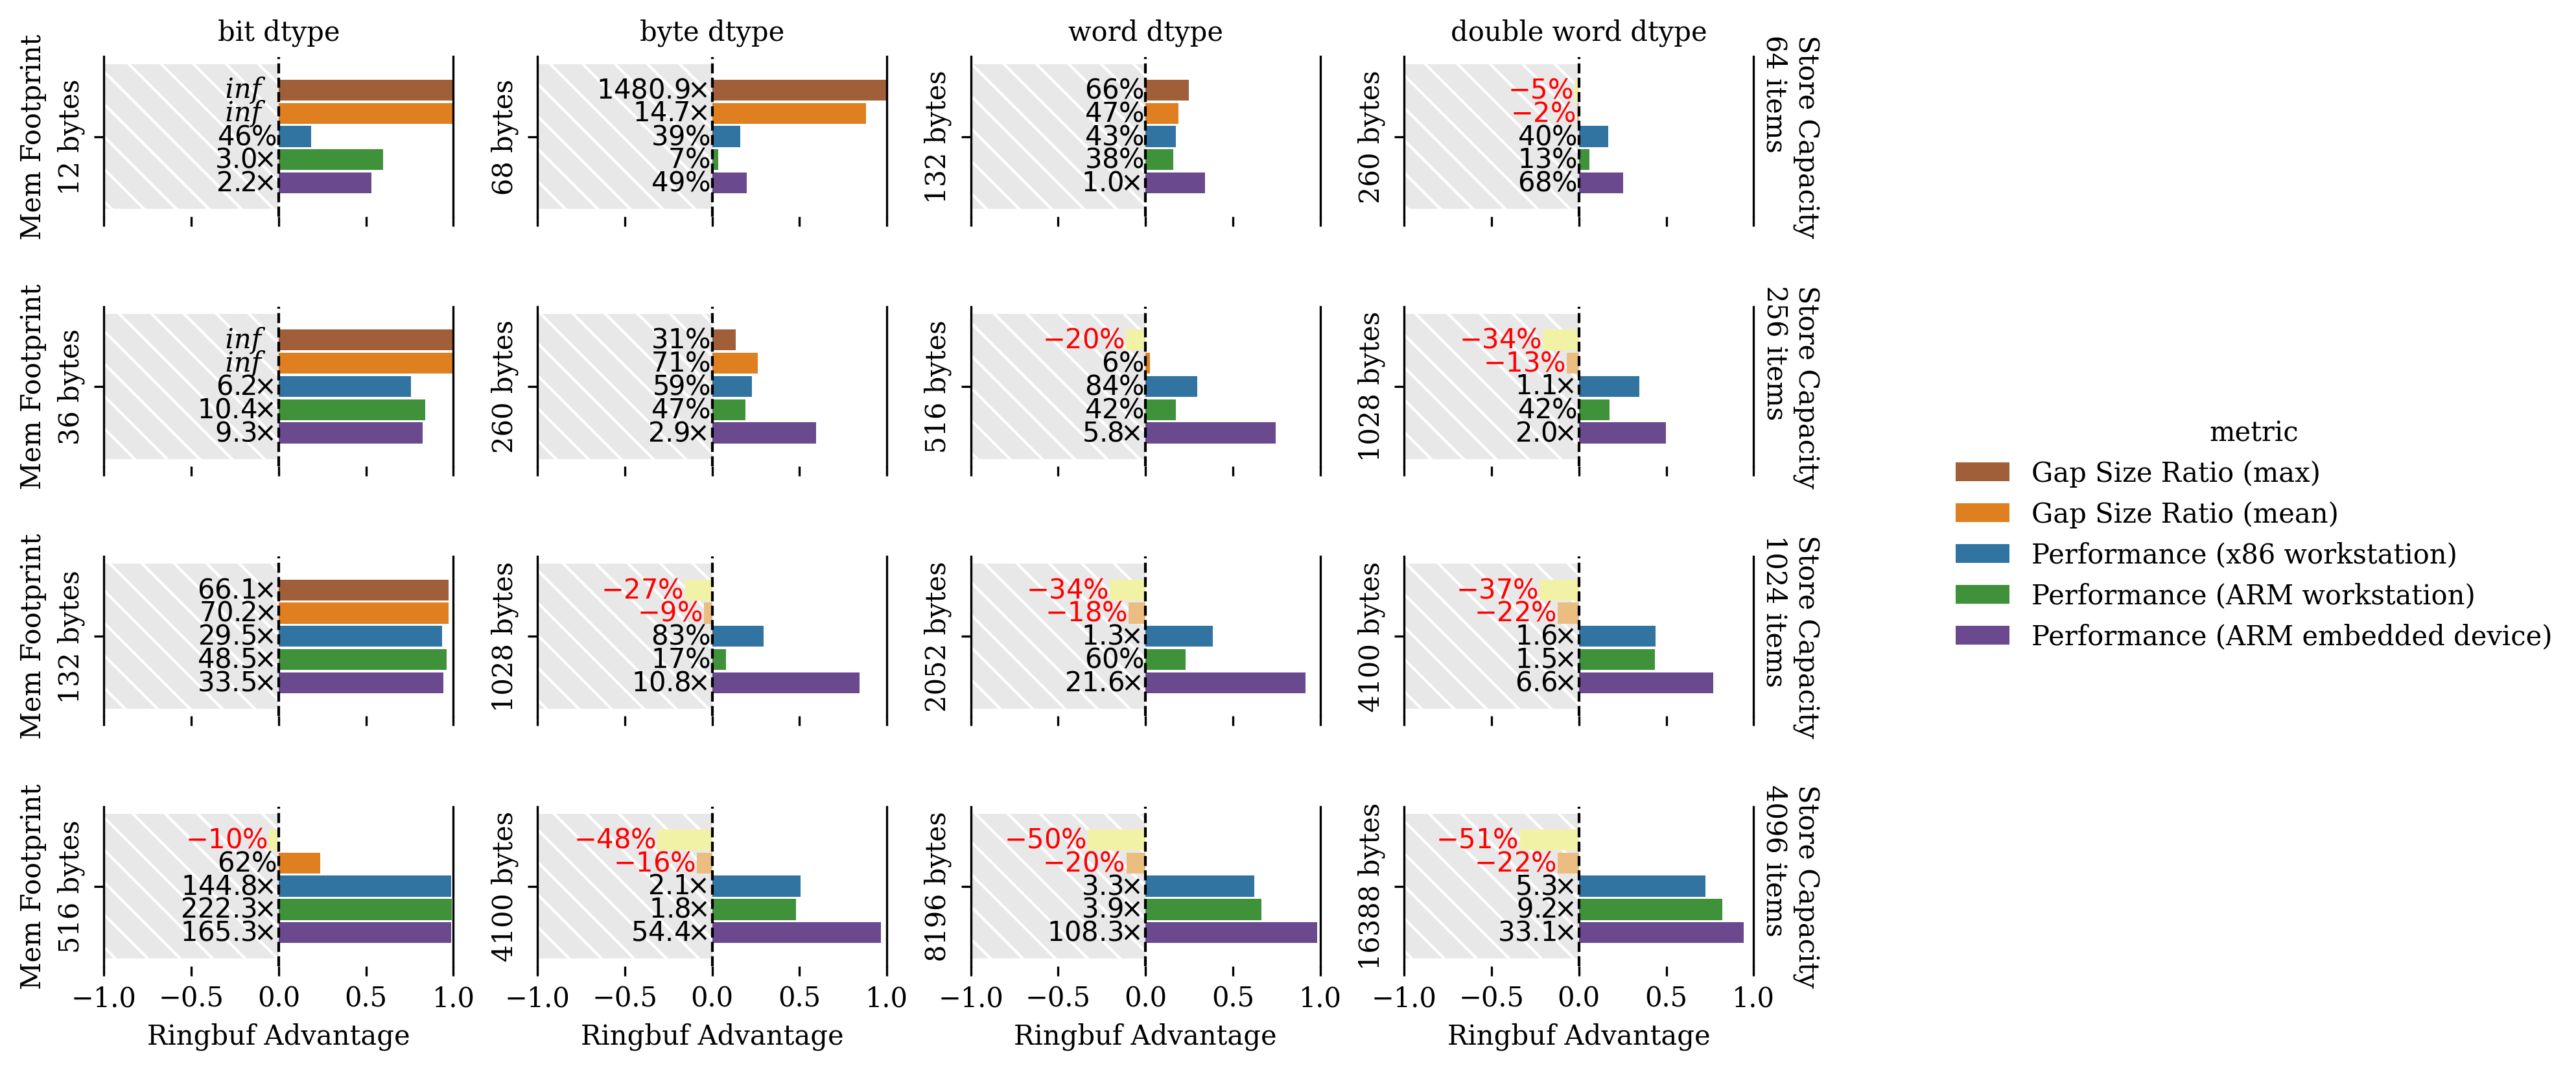 bit dtype
byte dtype
word dtype
double word dtype
Mem Footprint
12 bytes
inf
inf
46%
3.0×
2.2×
68 bytes
1480.9×
14.7×
39%
7%
49%
132 bytes
66%
47%
43%
38%
1.0×
260 bytes
−5%
−2%
40%
13%
68%
Store Capacity
64 items
Mem Footprint
36 bytes
inf
inf
6.2×
10.4×
9.3×
260 bytes
31%
71%
59%
47%
2.9×
516 bytes
−20%
6%
84%
42%
5.8×
1028 bytes
−34%
−13%
1.1×
42%
2.0×
Store Capacity
256 items
Mem Footprint
132 bytes
66.1×
70.2×
29.5×
48.5×
33.5×
1028 bytes
−27%
−9%
83%
17%
10.8×
2052 bytes
−34%
−18%
1.3×
60%
21.6×
4100 bytes
−37%
−22%
1.6×
1.5×
6.6×
Store Capacity
1024 items
Mem Footprint
516 bytes
−10%
62%
144.8×
222.3×
165.3×
4100 bytes
−48%
−16%
2.1×
1.8×
54.4×
8196 bytes
−50%
−20%
3.3×
3.9×
108.3×
16388 bytes
−51%
−22%
5.3×
9.2×
33.1×
Store Capacity
4096 items
−1.0 −0.5 0.0 0.5 1.0
−1.0 −0.5 0.0 0.5 1.0
−1.0 −0.5 0.0 0.5 1.0
−1.0 −0.5 0.0 0.5 1.0
Ringbuf Advantage
Ringbuf Advantage
Ringbuf Advantage
Ringbuf Advantage
metric
Gap Size Ratio (max)
Gap Size Ratio (mean)
Performance (x86 workstation)
Performance (ARM workstation)
Performance (ARM embedded device)